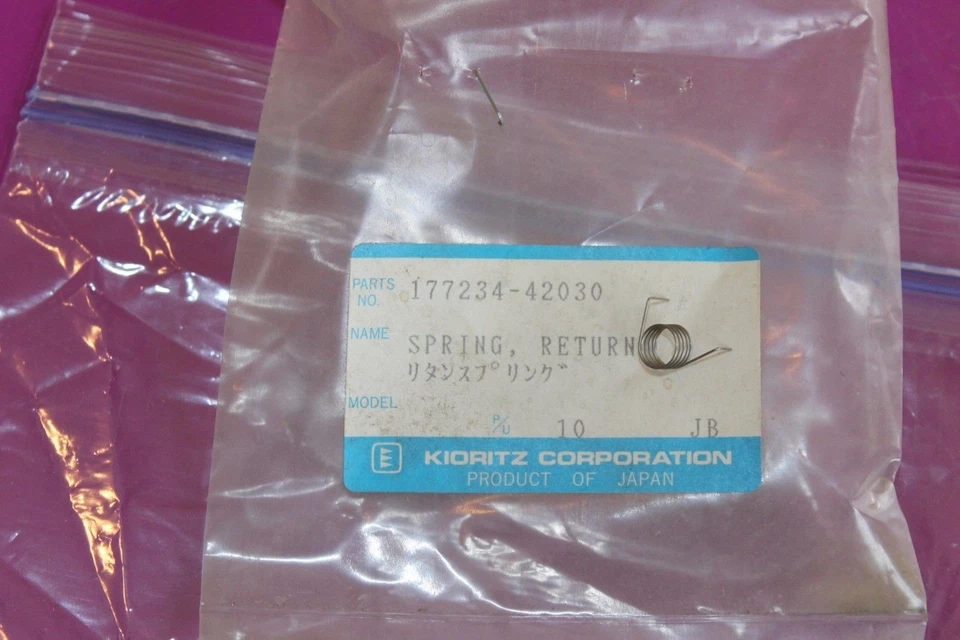 PARTS NO. 177234-42030
NAME SPRING, RETURN
リタンスプリング
MODEL
P/U 10 JB
KIORITZ CORPORATION
PRODUCT OF JAPAN